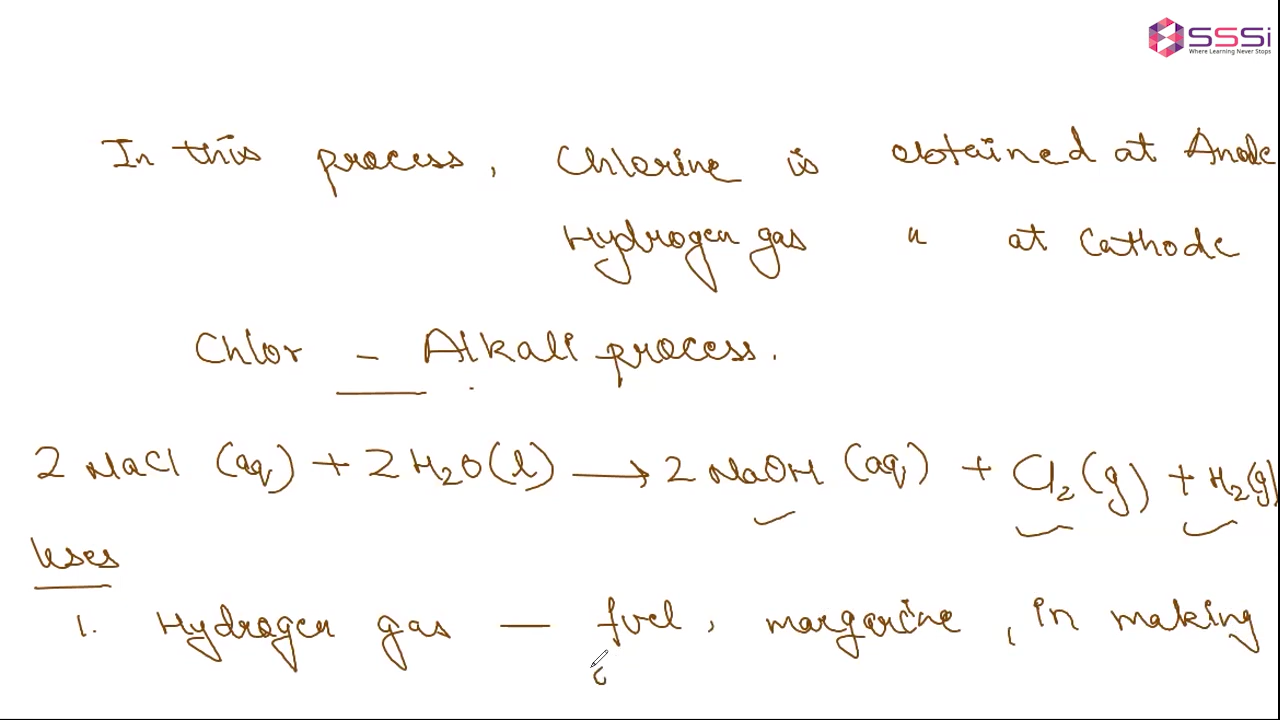 SSSi
Where Learning Never Stops
In this process, Chlorine is obtained at Anode
Hydrogen gas " at Cathode
Chlor - Alkali process.
2 NaCl (aq) + 2 H₂O(l) → 2 NaOH (aq) + Cl₂(g) + H₂(g)
Uses
1. Hydrogen gas — fuel, margarine, in making